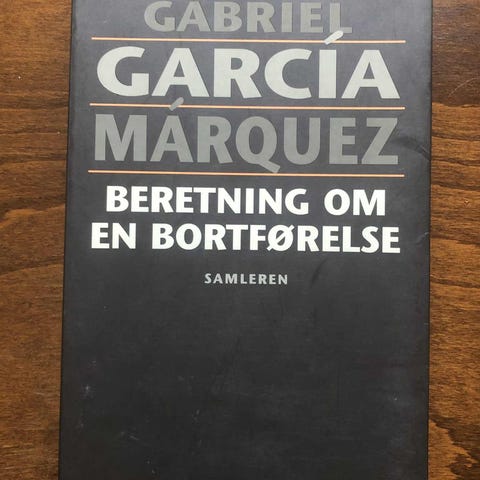 GABRIEL
GARCÍA
MÁRQUEZ
BERETNING OM
EN BORTFØRELSE
SAMLEREN